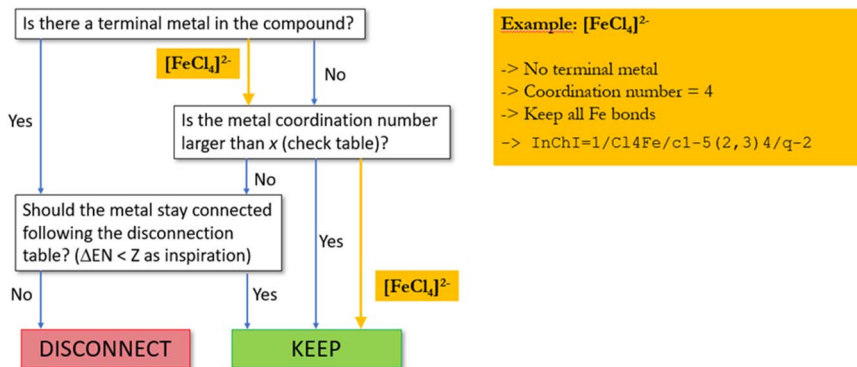 Is there a terminal metal in the compound?
[FeCl₄]²⁻
No
Yes
Is the metal coordination number
larger than x (check table)?
No
Should the metal stay connected
following the disconnection
table? (ΔEN < Z as inspiration)
Yes
[FeCl₄]²⁻
No
Yes
DISCONNECT
KEEP
Example: [FeCl₄]²⁻
-> No terminal metal
-> Coordination number = 4
-> Keep all Fe bonds
-> InChI=1/Cl4Fe/c1-5(2,3)4/q-2